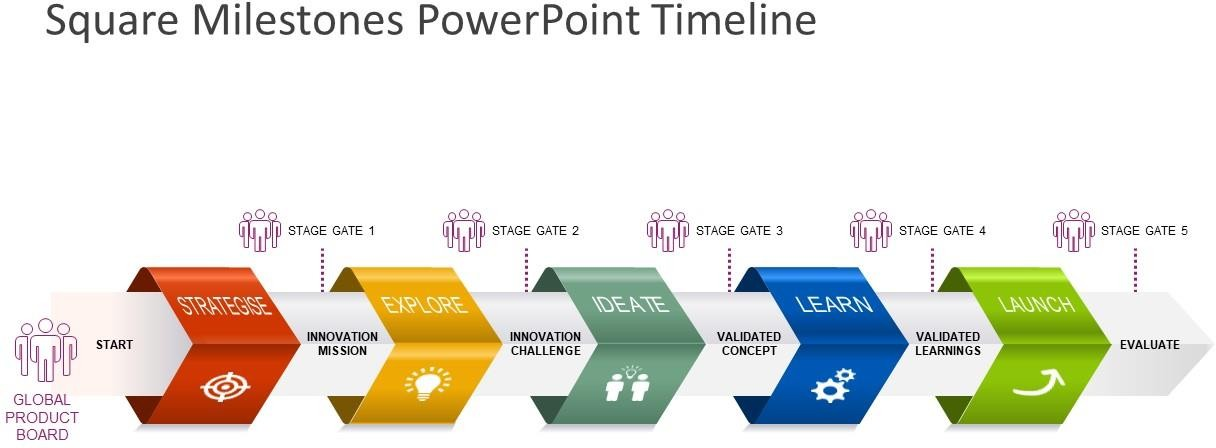 Square Milestones PowerPoint Timeline
STAGE GATE 1
STAGE GATE 2
STAGE GATE 3
STAGE GATE 4
STAGE GATE 5
STRATEGISE
EXPLORE
IDEATE
LEARN
LAUNCH
START
INNOVATION
MISSION
INNOVATION
CHALLENGE
VALIDATED
CONCEPT
VALIDATED
LEARNINGS
EVALUATE
GLOBAL
PRODUCT
BOARD